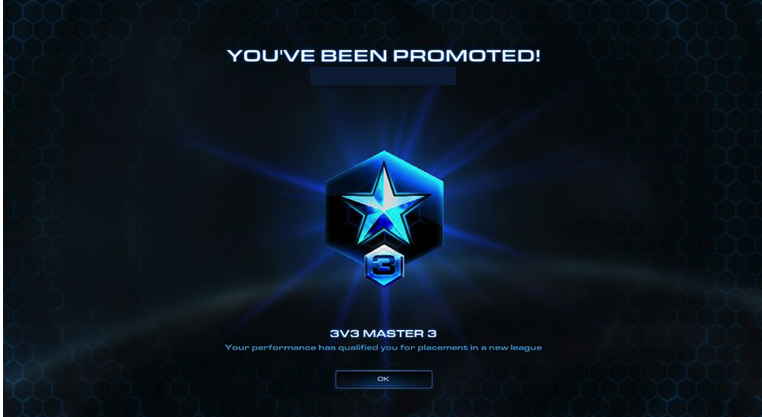 YOU'VE BEEN PROMOTED!
3
3V3 MASTER 3
Your performance has qualified you for placement in a new league
OK